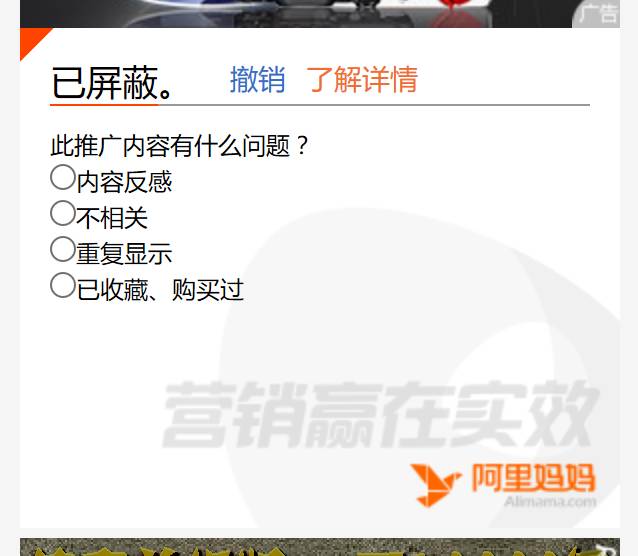 广告
已屏蔽。 撤销 了解详情
此推广内容有什么问题？
内容反感
不相关
重复显示
已收藏、购买过
营销赢在实效
阿里妈妈
Alimama.com